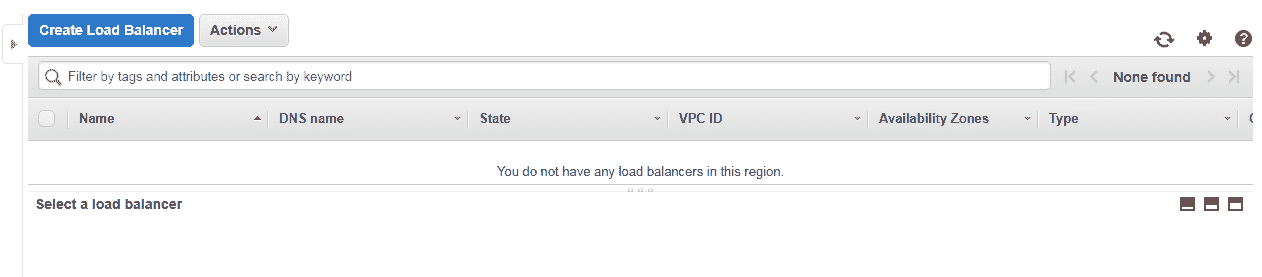 Create Load Balancer Actions
Filter by tags and attributes or search by keyword None found
Name DNS name State VPC ID Availability Zones Type
You do not have any load balancers in this region.
Select a load balancer